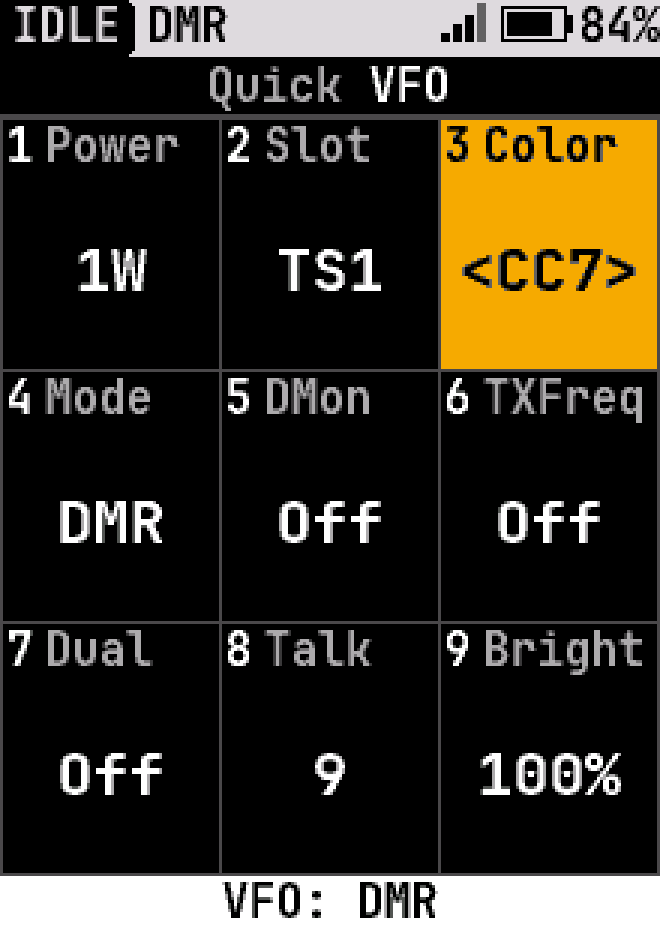 IDLE DMR 84%
Quick VFO
1 Power 2 Slot 3 Color
1W TS1 <CC7>
4 Mode 5 DMon 6 TXFreq
DMR Off Off
7 Dual 8 Talk 9 Bright
Off 9 100%
VFO: DMR